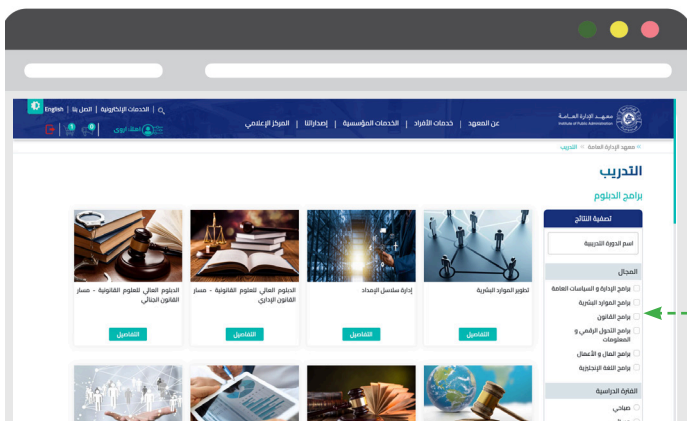 الخدمات الإلكترونية | اتصل بنا | English
معهد الإدارة العامة
Institute of Public Administration
عن المعهد | خدمات الأفراد | الخدمات المؤسسية | إصداراتنا | المركز الإعلامي
» معهد الإدارة العامة » التدريب
التدريب
برامج الدبلوم
تصفية النتائج
اسم الدورة التدريبية
المجال
برامج الإدارة و السياسات العامة
برامج الموارد البشرية
برامج القانون
برامج التحول الرقمي و
المعلومات
برامج المال و الأعمال
برامج اللغة الإنجليزية
الفترة الدراسية
صباحي
تطوير الموارد البشرية
التفاصيل
إدارة سلاسل الإمداد
التفاصيل
الدبلوم العالي للعلوم القانونية - مسار
القانون الإداري
التفاصيل
الدبلوم العالي للعلوم القانونية - مسار
القانون الجنائي
التفاصيل